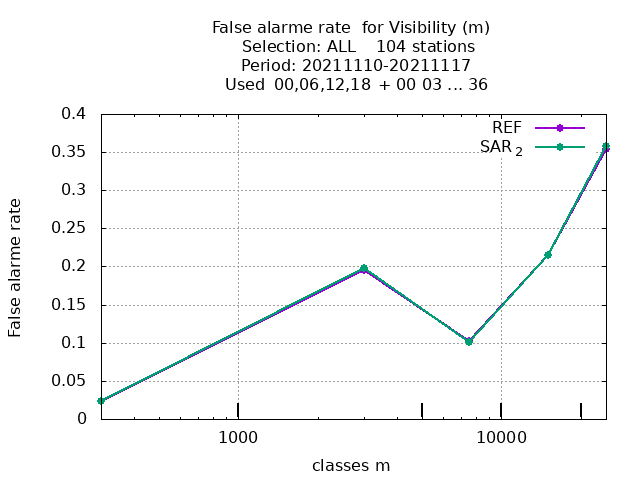 False alarme rate  for Visibility (m)
Selection: ALL    104 stations
Period: 20211110-20211117
Used  00,06,12,18 + 00 03 ... 36
0.4
0.35
0.3
0.25
0.2
0.15
0.1
0.05
0
REF
SAR 2
False alarme rate
1000
10000
classes m